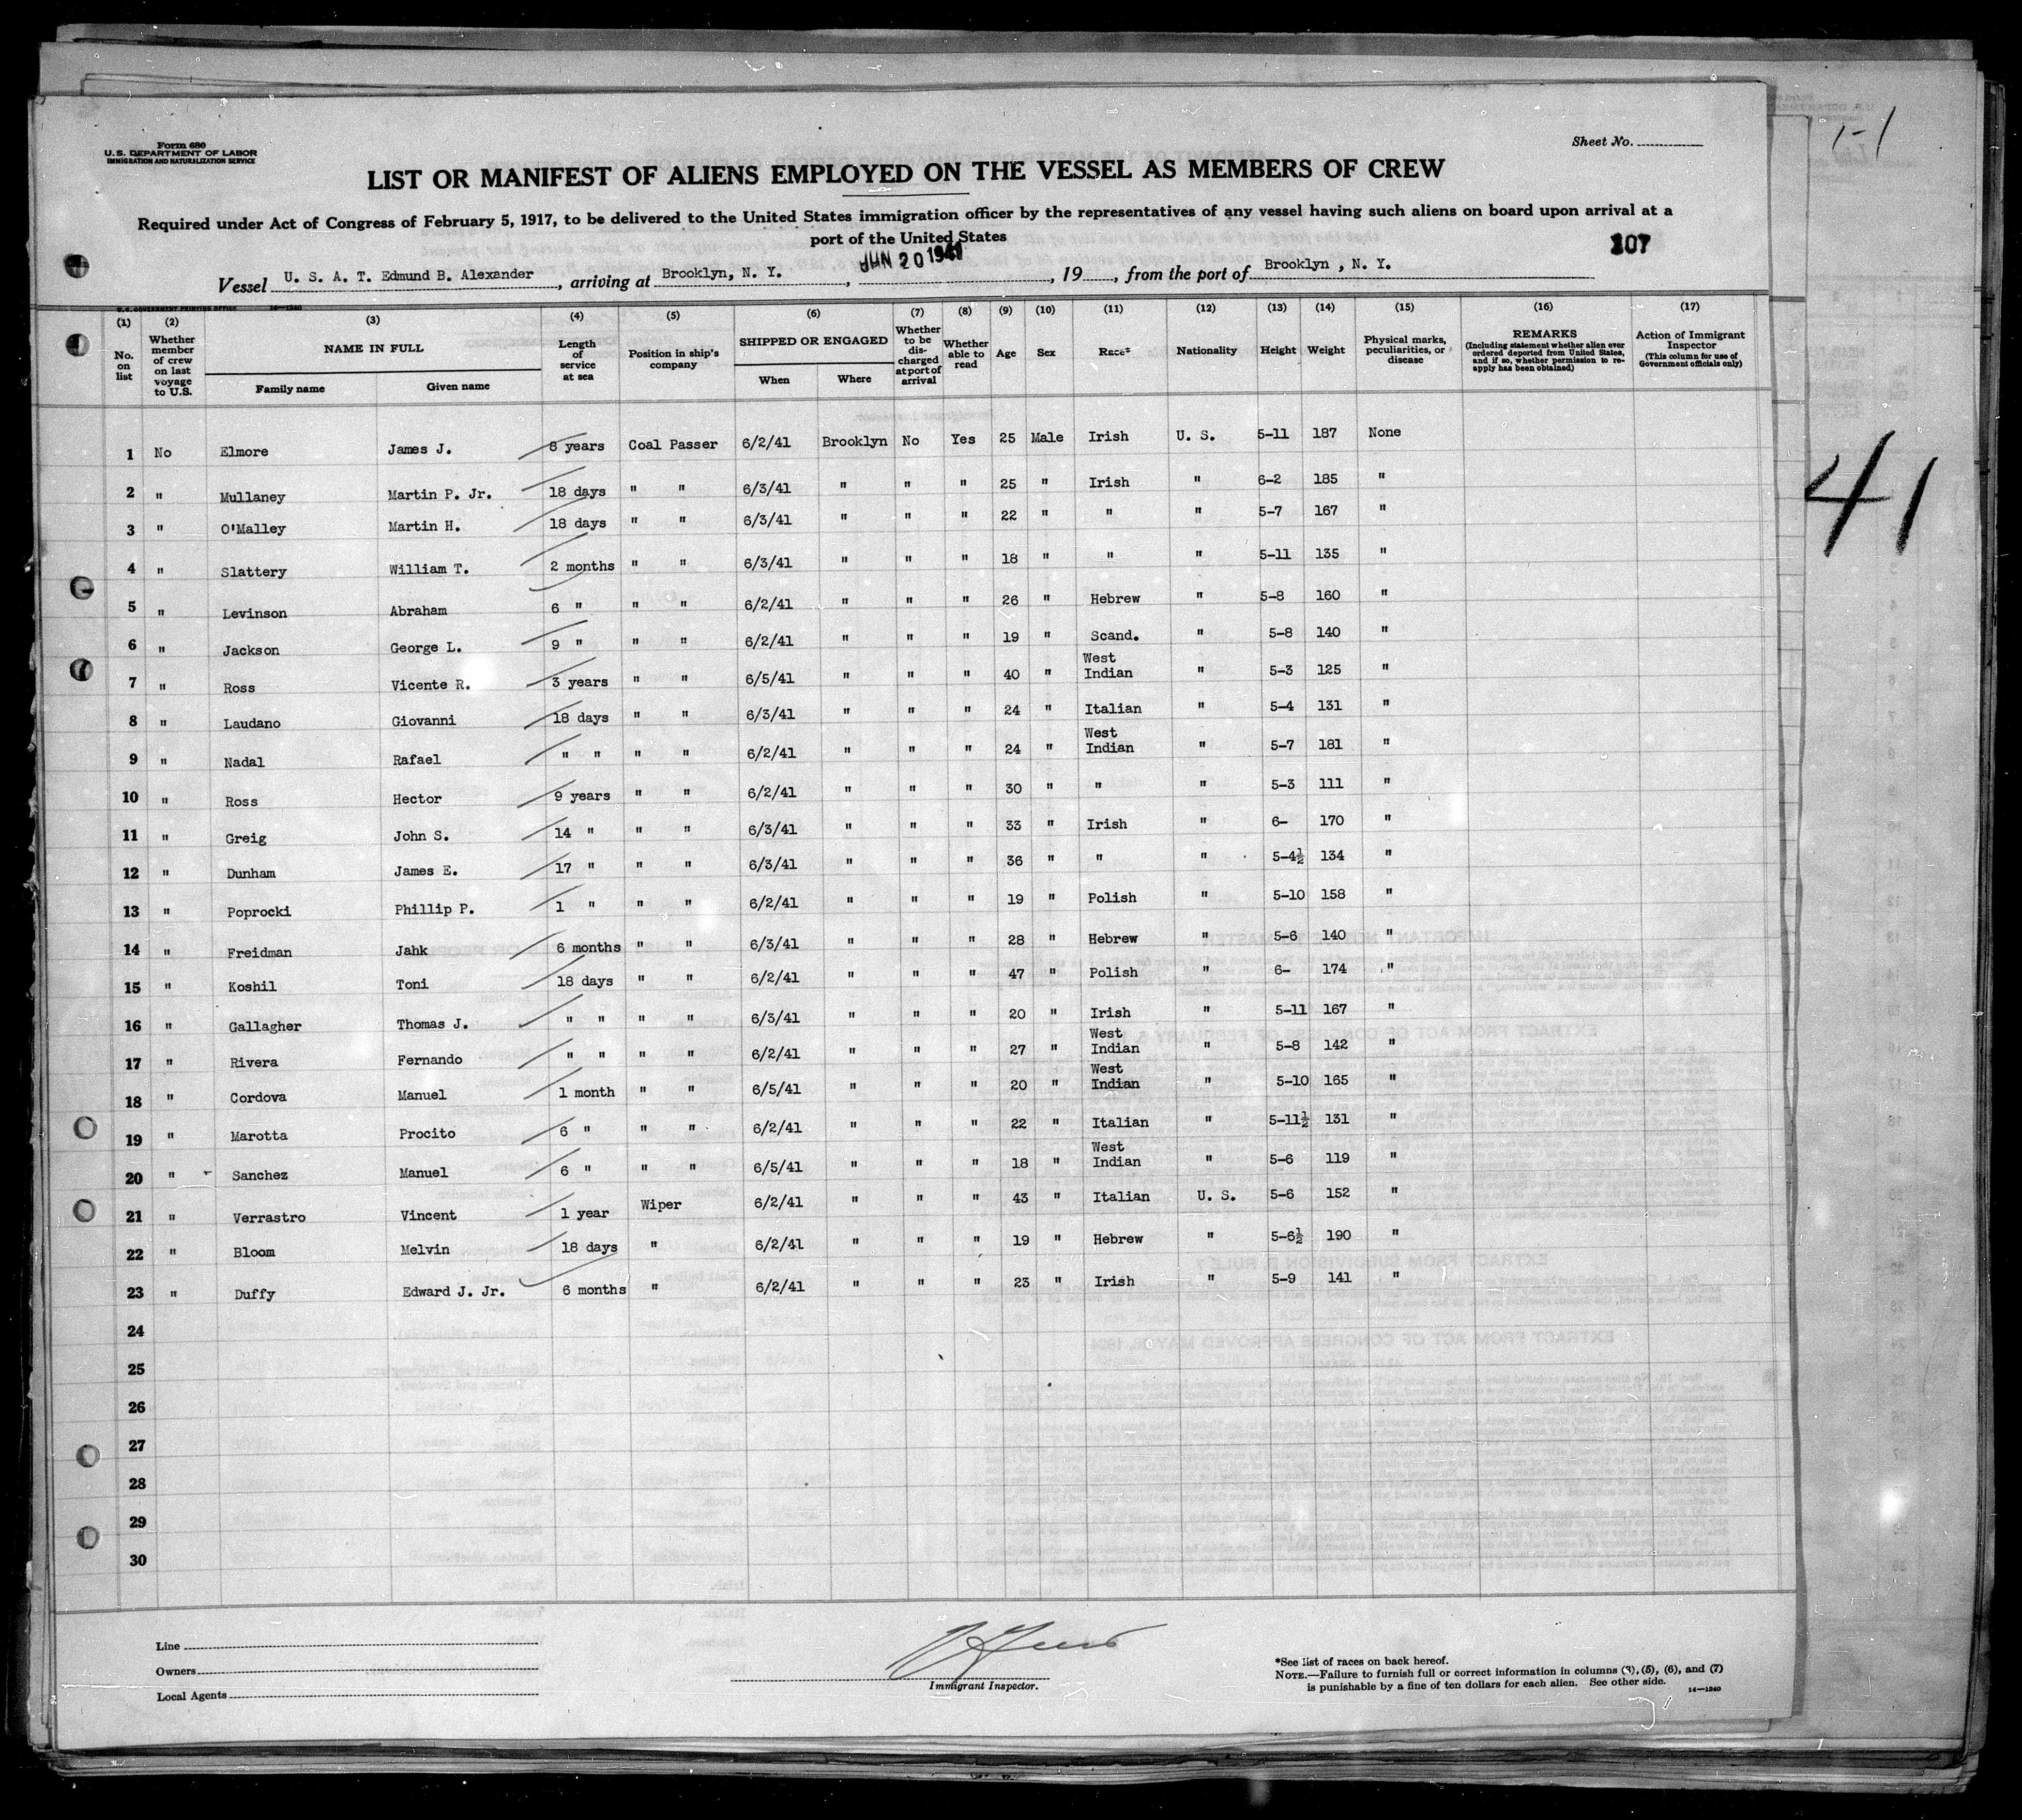 Form 680
U. S. DEPARTMENT OF LABOR
IMMIGRATION AND NATURALIZATION SERVICE
Sheet No.
1-1
LIST OR MANIFEST OF ALIENS EMPLOYED ON THE VESSEL AS MEMBERS OF CREW
Required under Act of Congress of February 5, 1917, to be delivered to the United States immigration officer by the representatives of any vessel having such aliens on board upon arrival at a
port of the United States
207
Vessel U. S. A. T. Edmund B. Alexander, arriving at Brooklyn, N. Y., JUN 20 1941, 19, from the port of Brooklyn , N. Y.
U. S. GOVERNMENT PRINTING OFFICE 14—1240
(1) No. on list
(2) Whether member of crew on last voyage to U.S.
(3) NAME IN FULL Family name Given name
(4) Length of service at sea
(5) Position in ship's company
(6) SHIPPED OR ENGAGED When Where
(7) Whether to be discharged at port of arrival
(8) Whether able to read
(9) Age
(10) Sex
(11) Race*
(12) Nationality
(13) Height
(14) Weight
(15) Physical marks, peculiarities, or disease
(16) REMARKS (Including statement whether alien ever ordered deported from United States, and if so, whether permission to re-apply has been obtained)
(17) Action of Immigrant Inspector (This column for use of Government officials only)
1 No Elmore James J. 8 years Coal Passer 6/2/41 Brooklyn No Yes 25 Male Irish U. S. 5-11 187 None
41
2 " Mullaney Martin P. Jr. 18 days " " 6/3/41 " " " 25 " Irish " 6-2 185 "
3 " O'Malley Martin H. 18 days " " 6/3/41 " " " 22 " " " 5-7 167 "
4 " Slattery William T. 2 months " " 6/3/41 " " " 18 " " " 5-11 135 "
5 " Levinson Abraham 6 " " " 6/2/41 " " " 26 " Hebrew " 5-8 160 "
6 " Jackson George L. 9 " " " 6/2/41 " " " 19 " Scand. " 5-8 140 "
7 " Ross Vicente R. 3 years " " 6/5/41 " " " 40 " West Indian " 5-3 125 "
8 " Laudano Giovanni 18 days " " 6/3/41 " " " 24 " Italian " 5-4 131 "
9 " Nadal Rafael " " " " 6/2/41 " " " 24 " West Indian " 5-7 181 "
10 " Ross Hector 9 years " " 6/2/41 " " " 30 " " " 5-3 111 "
11 " Greig John S. 14 " " " 6/3/41 " " " 33 " Irish " 6- 170 "
12 " Dunham James E. 17 " " " 6/3/41 " " " 36 " " " 5-4½ 134 "
13 " Poprocki Phillip P. 1 " " " 6/2/41 " " " 19 " Polish " 5-10 158 "
14 " Freidman Jahk 6 months " " 6/3/41 " " " 28 " Hebrew " 5-6 140 "
15 " Koshil Toni 18 days " " 6/2/41 " " " 47 " Polish " 6- 174 "
16 " Gallagher Thomas J. " " " " 6/3/41 " " " 20 " Irish " 5-11 167 "
17 " Rivera Fernando " " " " 6/2/41 " " " 27 " West Indian " 5-8 142 "
18 " Cordova Manuel 1 month " " 6/5/41 " " " 20 " West Indian " 5-10 165 "
19 " Marotta Procito 6 " " " 6/2/41 " " " 22 " Italian " 5-11½ 131 "
20 " Sanchez Manuel 6 " " " 6/5/41 " " " 18 " West Indian " 5-6 119 "
21 " Verrastro Vincent 1 year Wiper 6/2/41 " " " 43 " Italian U. S. 5-6 152 "
22 " Bloom Melvin 18 days " 6/2/41 " " " 19 " Hebrew " 5-6½ 190 "
23 " Duffy Edward J. Jr. 6 months " 6/2/41 " " " 23 " Irish " 5-9 141 "
24
25
26
27
28
29
30
Line
Owners
Local Agents
Immigrant Inspector.
*See list of races on back hereof.
NOTE.—Failure to furnish full or correct information in columns (3), (5), (6), and (7)
is punishable by a fine of ten dollars for each alien. See other side.
14—1240